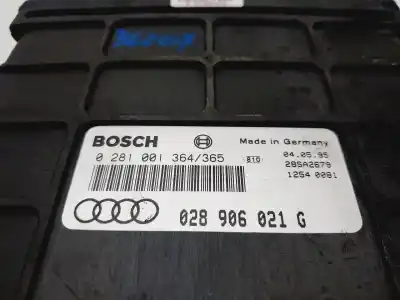 BOSCH
Made in Germany
0 281 001 364/365
810
04.05.95
28SA2679
1254 0081
028 906 021 G